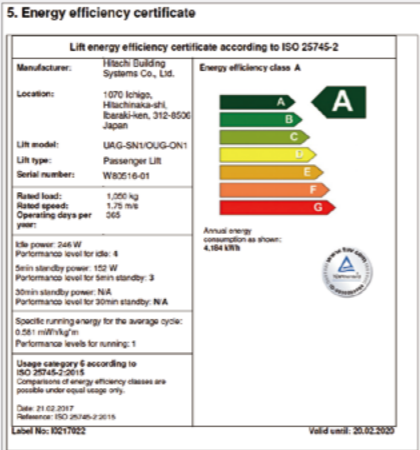 5. Energy efficiency certificate
Lift energy efficiency certificate according to ISO 25745-2
Manufacturer: Hitachi Building
Systems Co., Ltd.
Location: 1070 Ichige,
Hitachinaka-shi,
Ibaraki-ken, 312-8506
Japan
Lift model: UAG-SN1/OUG-ON1
Lift type: Passenger Lift
Serial number: W80516-01
Rated load: 1,050 kg
Rated speed: 1.75 m/s
Operating days per 365
year:
Idle power: 246 W
Performance level for idle: 4
5min standby power: 152 W
Performance level for 5min standby: 3
30min standby power: N/A
Performance level for 30min standby: N/A
Specific running energy for the average cycle:
0.581 mWh/kg*m
Performance levels for running: 1
Usage category 6 according to
ISO 25745-2:2015
Comparisons of energy efficiency classes are
possible under equal usage only.
Date: 21.02.2017
Reference: ISO 25745-2:2015
Energy efficiency class A
A
A
B
C
D
E
F
G
Annual energy
consumption as shown:
4,164 kWh
www.tuv.com
Label No: I0217022
Valid until: 20.02.2020